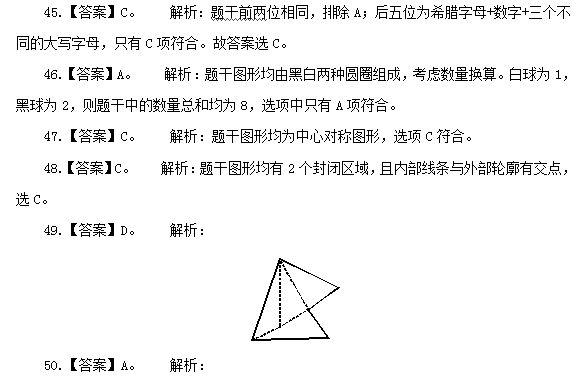 45.【答案】C。 解析：题干前两位相同，排除 A；后五位为希腊字母+数字+三个不
同的大写字母，只有 C 项符合。故答案选 C。
46.【答案】A。 解析：题干图形均由黑白两种圆圈组成，考虑数量换算。白球为 1，
黑球为 2，则题干中的数量总和均为 8，选项中只有 A 项符合。
47.【答案】C。 解析：题干图形均为中心对称图形，选项 C 符合。
48.【答案】C。 解析：题干图形均有 2 个封闭区域，且内部线条与外部轮廓有交点，
选 C。
49.【答案】D。 解析：
50.【答案】A。 解析：